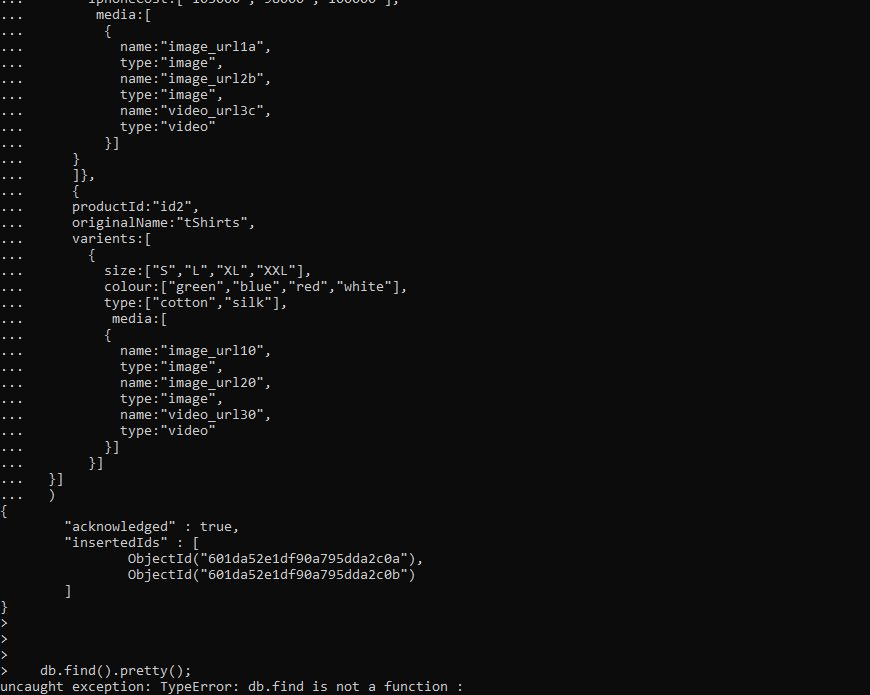 ...        iphoneCost:["105000","98000","100000"],
...         media:[
...          {
...            name:"image_url1a",
...            type:"image",
...            name:"image_url2b",
...            type:"image",
...            name:"video_url3c",
...            type:"video"
...          }]
...      }
...      ]},
...      {
...      productId:"id2",
...      originalName:"tShirts",
...      varients:[
...        {
...          size:["S","L","XL","XXL"],
...          colour:["green","blue","red","white"],
...          type:["cotton","silk"],
...           media:[
...          {
...            name:"image_url10",
...            type:"image",
...            name:"image_url20",
...            type:"image",
...            name:"video_url30",
...            type:"video"
...          }]
...        }]
...   }]
...   )
{
        "acknowledged" : true,
        "insertedIds" : [
                ObjectId("601da52e1df90a795dda2c0a"),
                ObjectId("601da52e1df90a795dda2c0b")
        ]
}
>
>
>
>    db.find().pretty();
uncaught exception: TypeError: db.find is not a function :